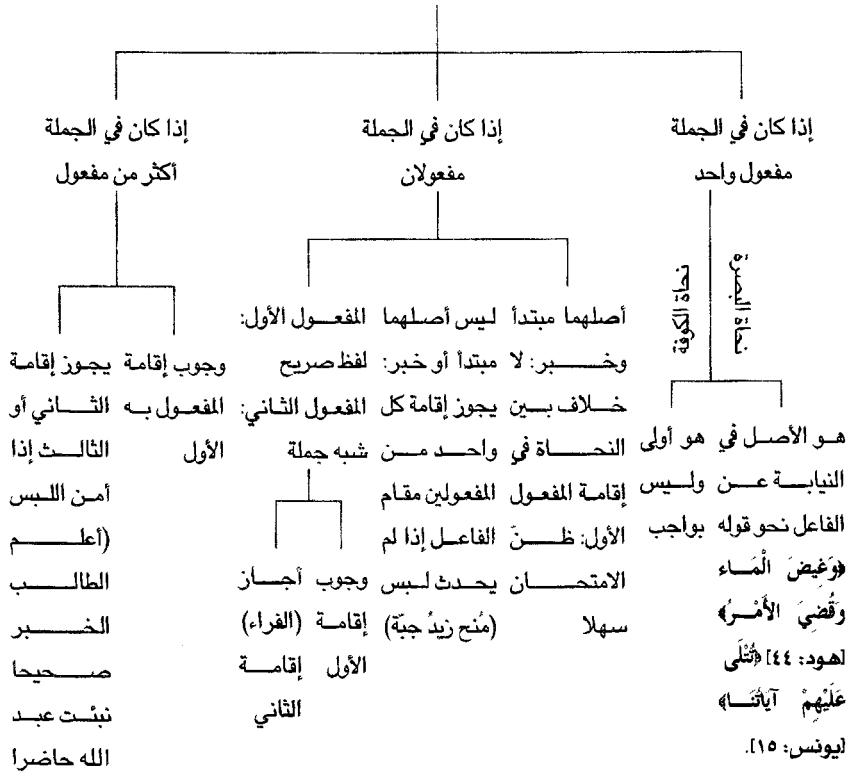 إذا كان في الجملة
مفعول واحد
إذا كان في الجملة
مفعولان
إذا كان في الجملة
أكثر من مفعول
نحاة البصرة
نحاة الكوفة
هو الأصل في
النيابة عن
الفاعل نحو قوله
﴿وَغِيضَ الْمَاء
وَقُضِيَ الأَمْرُ﴾
[هود: ٤٤] ﴿تُتْلَى
عَلَيْهِمْ آيَاتُنَا﴾
[يونس: ١٥].
هو أولى
وليس
بواجب
أصلهما مبتدأ
وخبر: لا
خلاف بين
النحاة في
إقامة المفعول
الأول: ظنّ
الامتحان
سهلا
ليس أصلهما
مبتدأ أو خبر:
يجوز إقامة كل
واحد من
المفعولين مقام
الفاعل إذا لم
يحدث لبس
(مُنح زيدُ جبّة)
المفعول الأول:
لفظ صريح
المفعول الثاني:
شبه جملة
وجوب
إقامة
الأول
أجاز
(الفراء)
إقامة
الثاني
وجوب إقامة
المفعول به
الأول
يجوز إقامة
الثاني أو
الثالث إذا
أمن اللبس
(أعلم
الطالب
الخبر
صحيحا
نبئت عبد
الله حاضرا